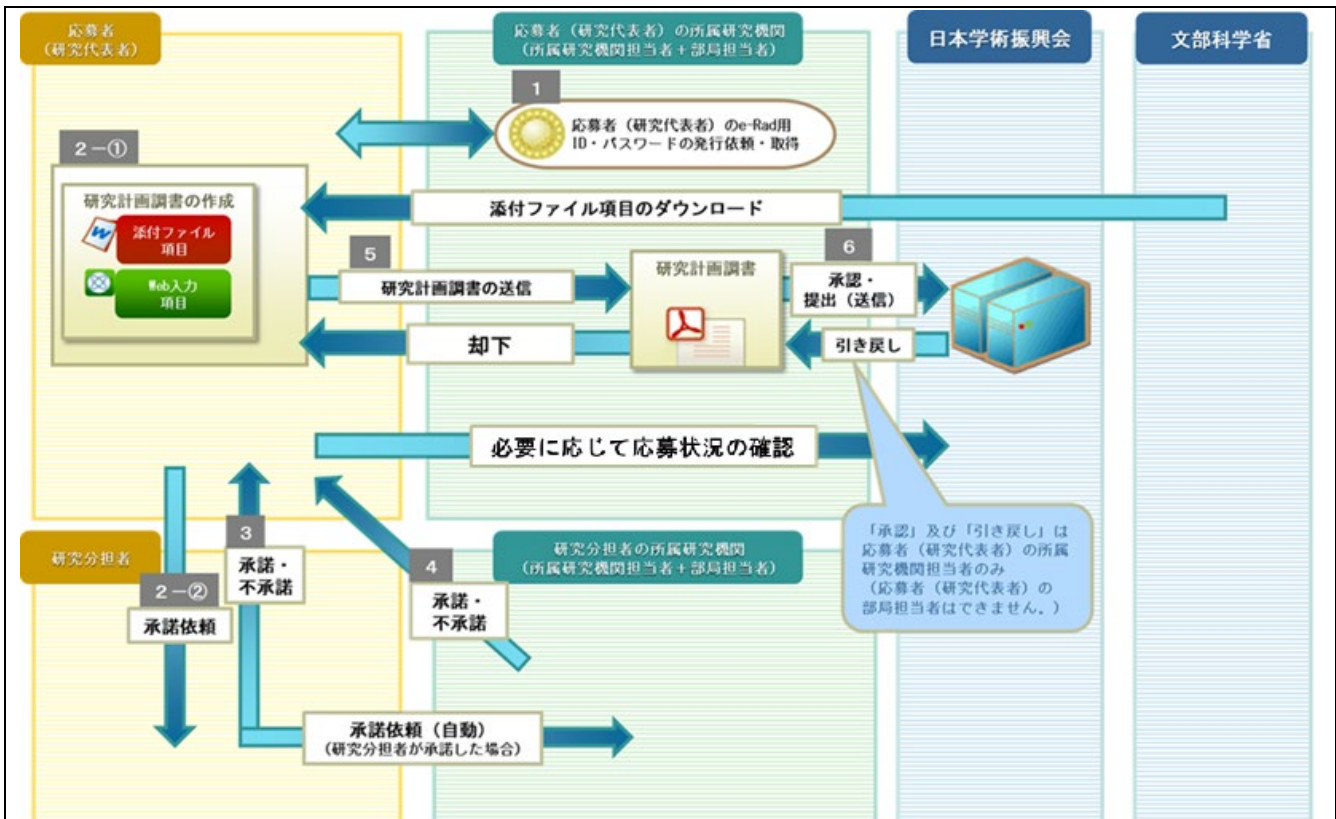 応募者
(研究代表者)
応募者(研究代表者)の所属研究機関
(所属研究機関担当者+部局担当者)
日本学術振興会
文部科学省
1
応募者(研究代表者)のe-Rad用
ID・パスワードの発行依頼・取得
2-①
研究計画調書の作成
添付ファイル
項目
Web入力
項目
添付ファイル項目のダウンロード
5
研究計画調書の送信
却下
研究計画調書
6
承認・
提出(送信)
引き戻し
必要に応じて応募状況の確認
「承認」及び「引き戻し」は
応募者(研究代表者)の所属
研究機関担当者のみ
(応募者(研究代表者)の
部局担当者はできません。)
研究分担者
研究分担者の所属研究機関
(所属研究機関担当者+部局担当者)
2-②
承諾依頼
3
承諾・
不承諾
4
承諾・
不承諾
承諾依頼(自動)
(研究分担者が承諾した場合)